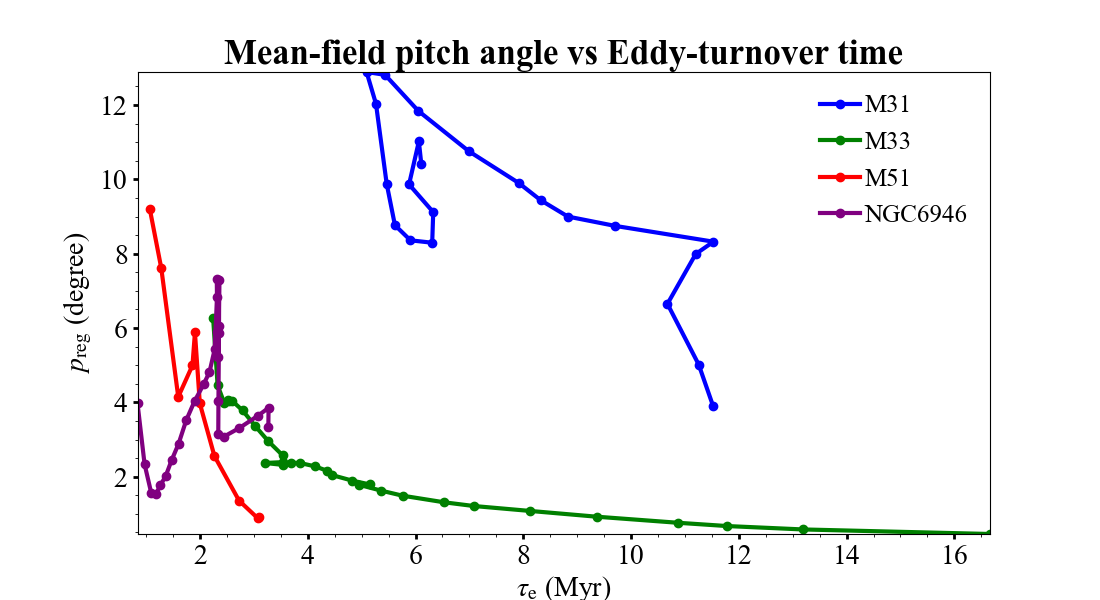 Mean-field pitch angle vs Eddy-turnover time
12
10
8
6
4
2
p_reg (degree)
M31
M33
M51
NGC6946
2 4 6 8 10 12 14 16
τ_e (Myr)